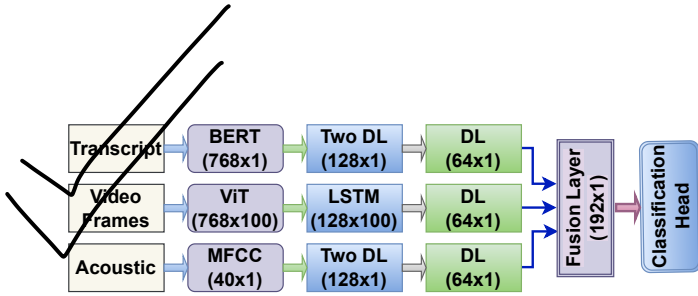 Transcript
BERT
(768x1)
Two DL
(128x1)
DL
(64x1)
Video
Frames
ViT
(768x100)
LSTM
(128x100)
DL
(64x1)
Acoustic
MFCC
(40x1)
Two DL
(128x1)
DL
(64x1)
Fusion Layer
(192x1)
Classification
Head